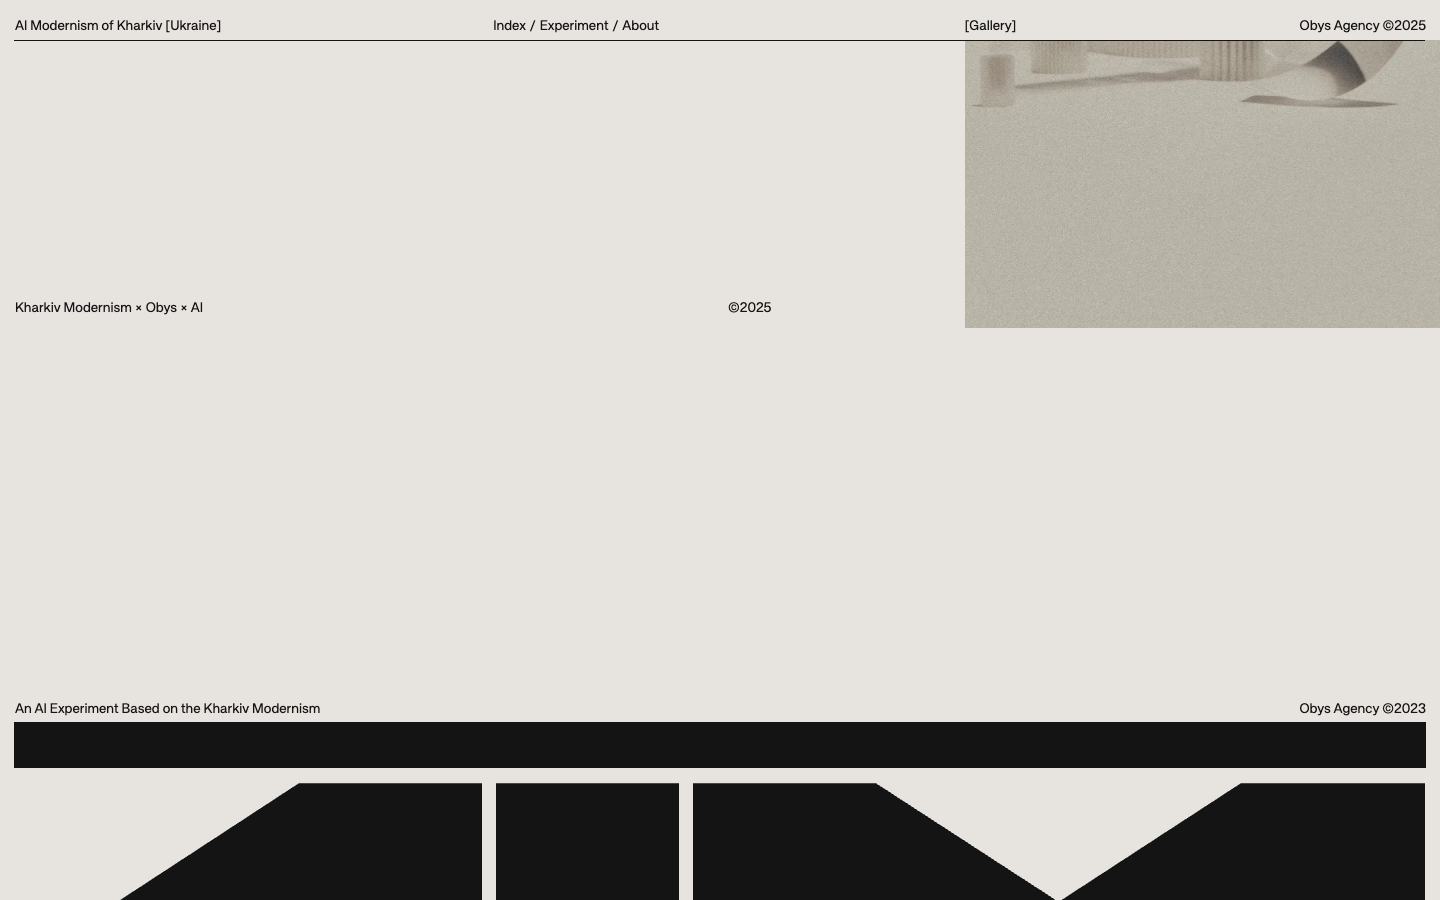 AI Modernism of Kharkiv [Ukraine]
Index / Experiment / About
[Gallery]
Obys Agency ©2025
Kharkiv Modernism × Obys × AI
©2025
An AI Experiment Based on the Kharkiv Modernism
Obys Agency ©2023